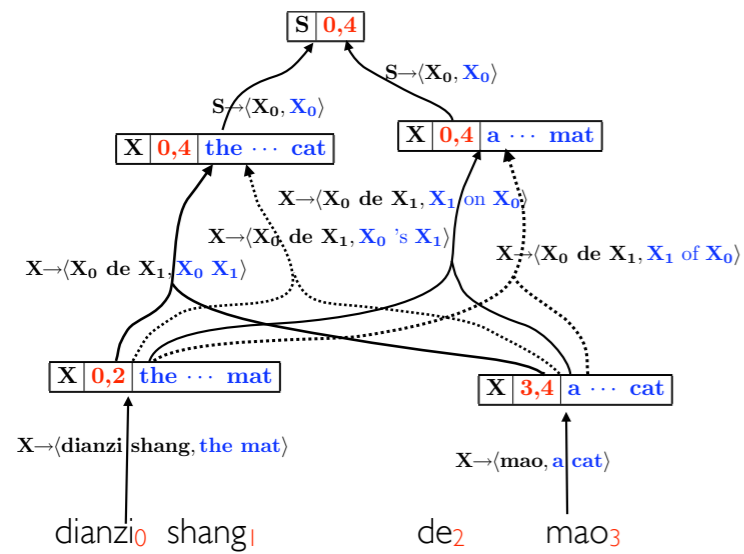 S 0,4
S→⟨X₀, X₀⟩
S→⟨X₀, X₀⟩
X 0,4 the ··· cat
X 0,4 a ··· mat
X→⟨X₀ de X₁, X₁ on X₀⟩
X→⟨X₀ de X₁, X₀ 's X₁⟩
X→⟨X₀ de X₁, X₁ of X₀⟩
X→⟨X₀ de X₁, X₀ X₁⟩
X 0,2 the ··· mat
X 3,4 a ··· cat
X→⟨dianzi shang, the mat⟩
X→⟨mao, a cat⟩
dianzi₀ shang₁ de₂ mao₃